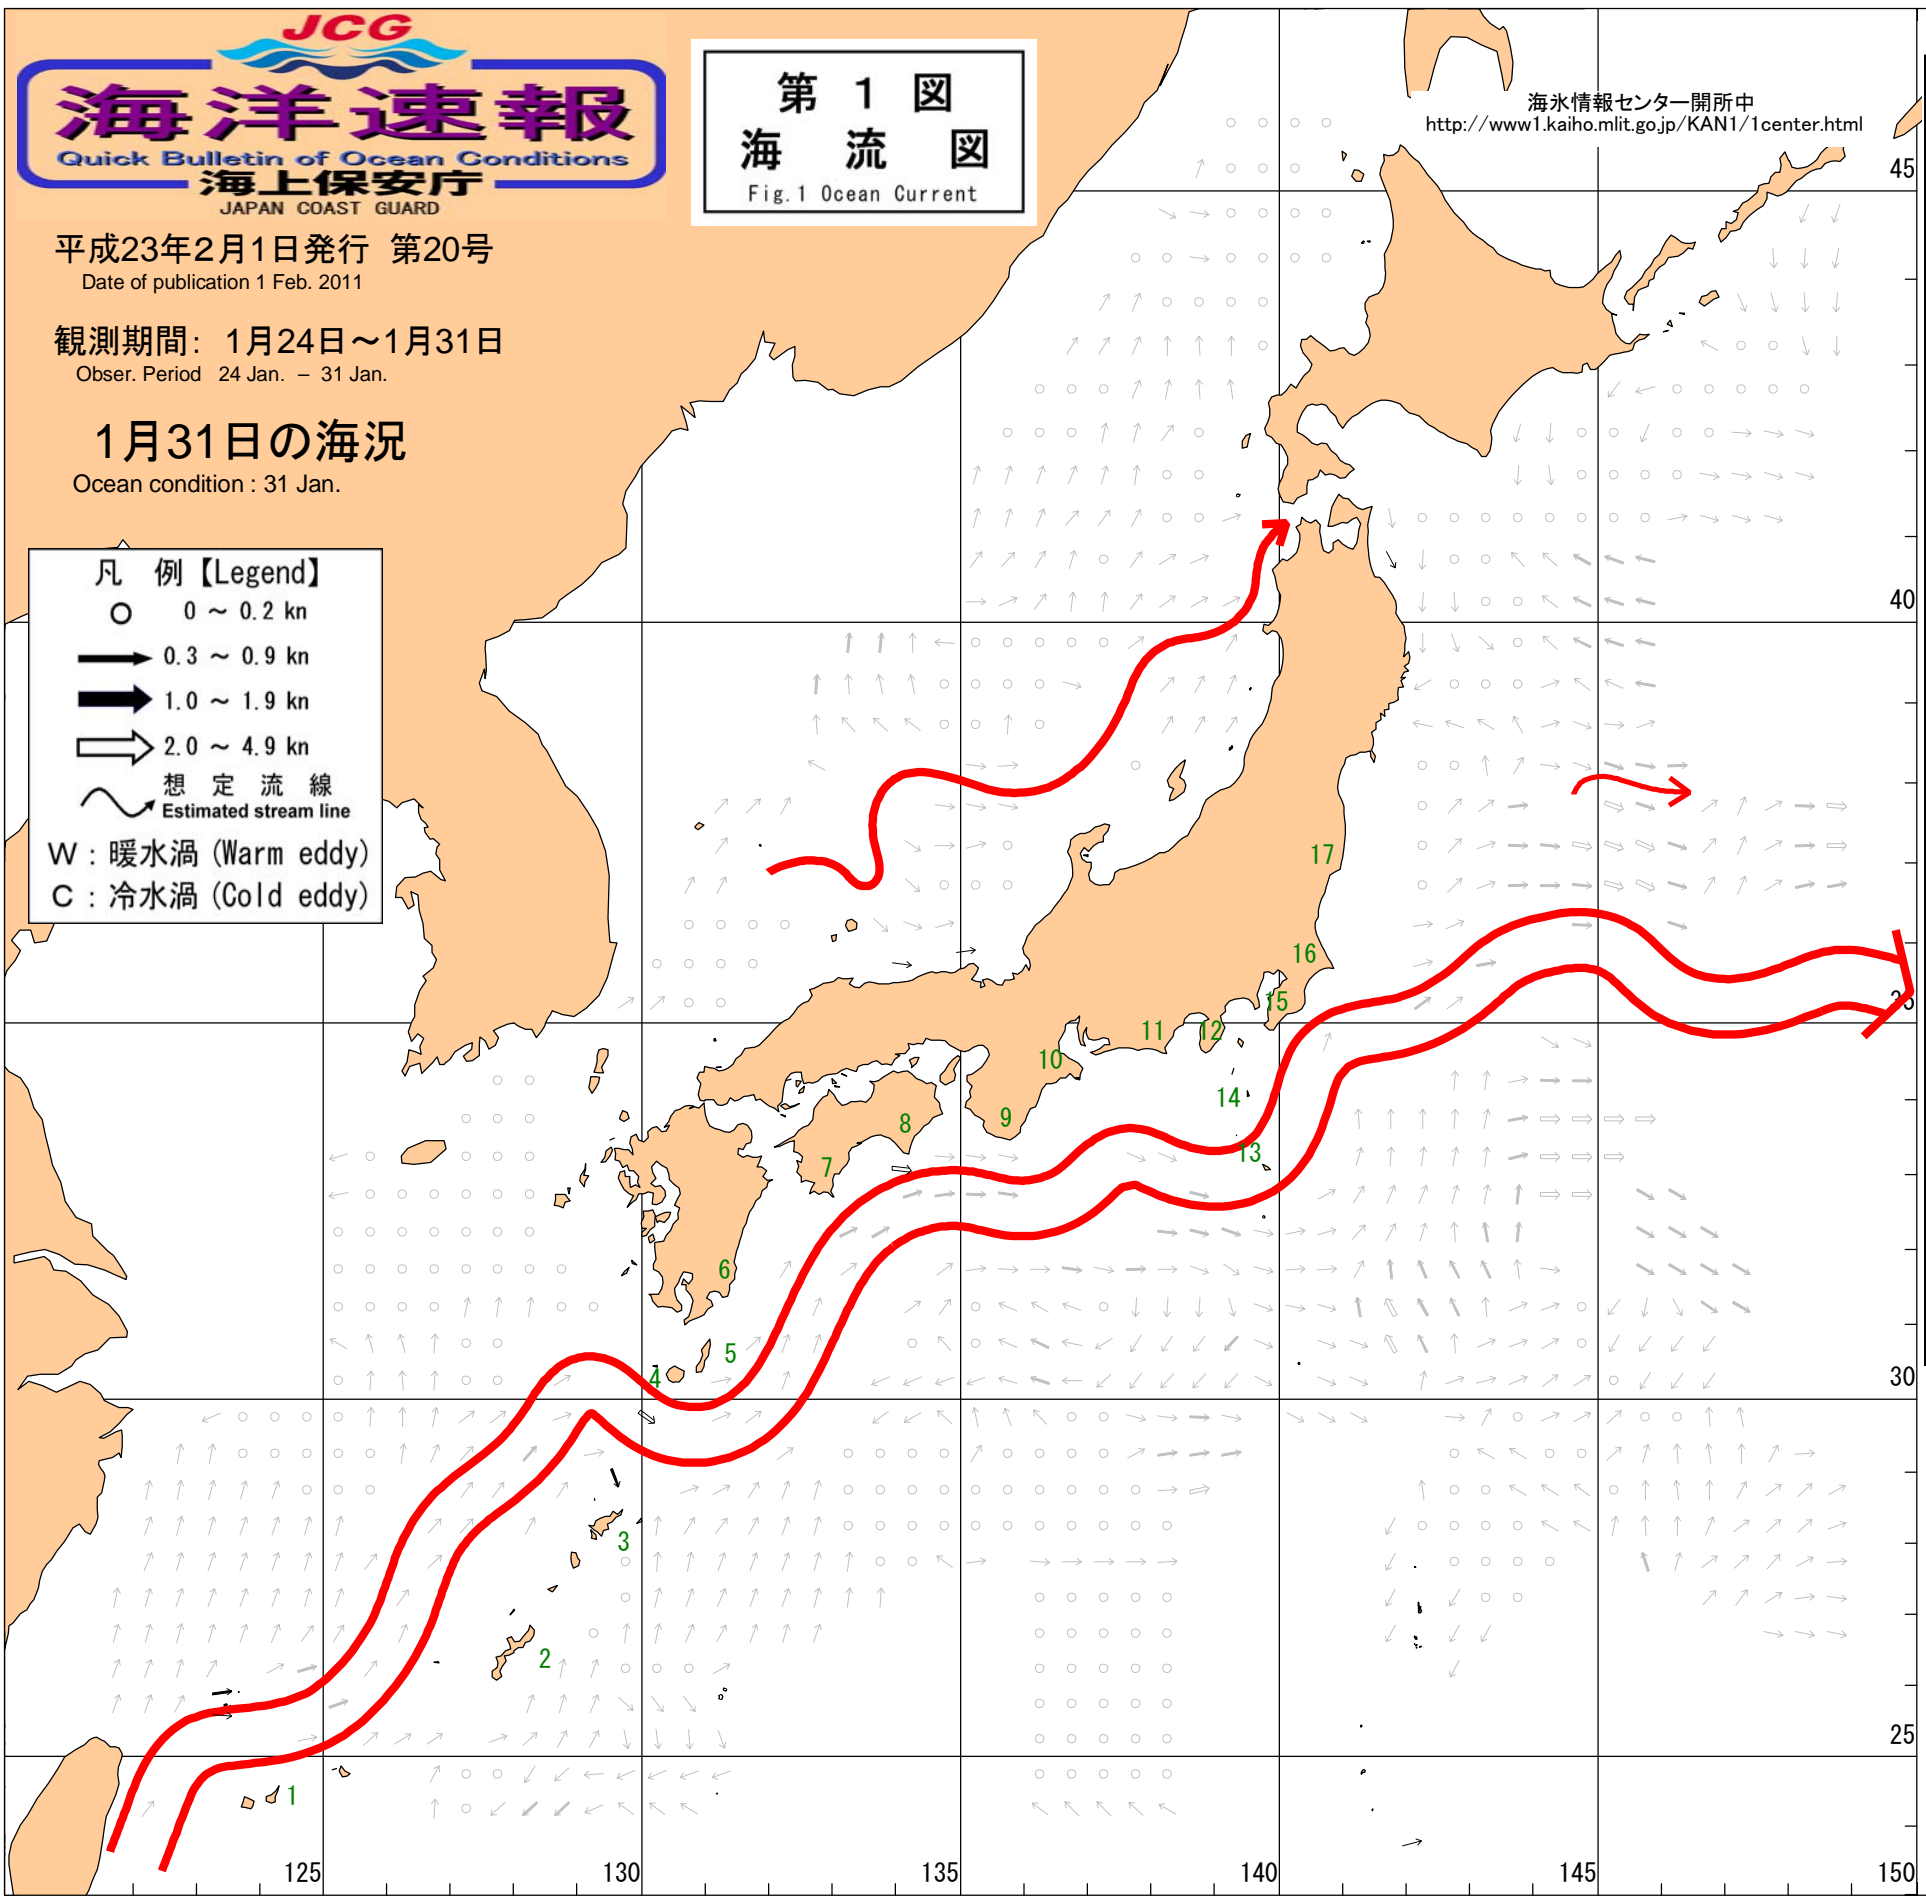 JCG
海洋速報
Quick Bulletin of Ocean Conditions
海上保安庁
JAPAN COAST GUARD
第 1 図
海 流 図
Fig.1 Ocean Current
海氷情報センター開所中
http://www1.kaiho.mlit.go.jp/KAN1/1center.html
平成23年2月1日発行 第20号
Date of publication 1 Feb. 2011
観測期間: 1月24日～1月31日
Obser. Period 24 Jan. – 31 Jan.
1月31日の海況
Ocean condition : 31 Jan.
凡 例【Legend】
0 ～ 0.2 kn
0.3 ～ 0.9 kn
1.0 ～ 1.9 kn
2.0 ～ 4.9 kn
想 定 流 線
Estimated stream line
W : 暖水渦 (Warm eddy)
C : 冷水渦 (Cold eddy)
45
40
35
30
25
17
16
15
11
12
10
14
9
8
13
7
6
5
4
3
2
1
125
130
135
140
145
150